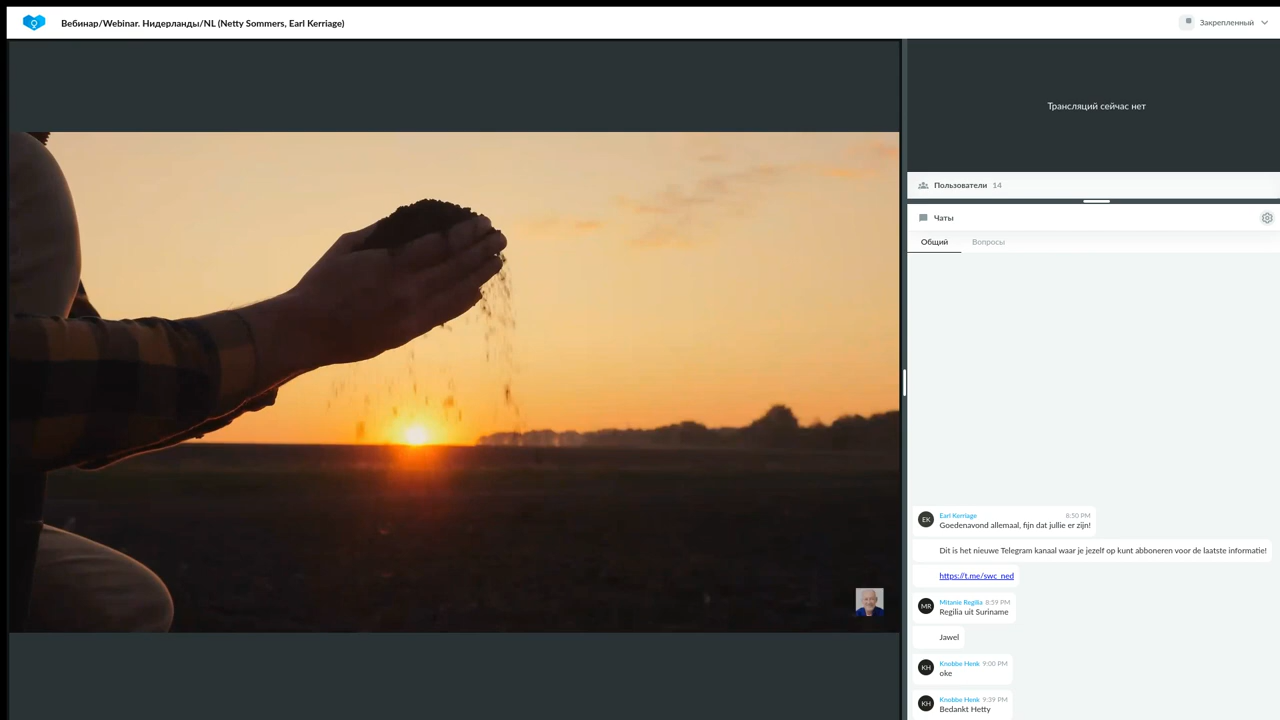 Вебинар/Webinar. Нидерланды/NL (Netty Sommers, Earl Kerriage)
Закрепленный
Трансляций сейчас нет
Пользователи 14
Чаты
Общий Вопросы
EK
Earl Kerriage 8:50 PM
Goedenavond allemaal, fijn dat jullie er zijn!
Dit is het nieuwe Telegram kanaal waar je jezelf op kunt abboneren voor de laatste informatie!
https://t.me/swc_ned
MR
Mitanie Regilia 8:59 PM
Regilia uit Suriname
Jawel
KH
Knobbe Henk 9:00 PM
oke
KH
Knobbe Henk 9:39 PM
Bedankt Hetty